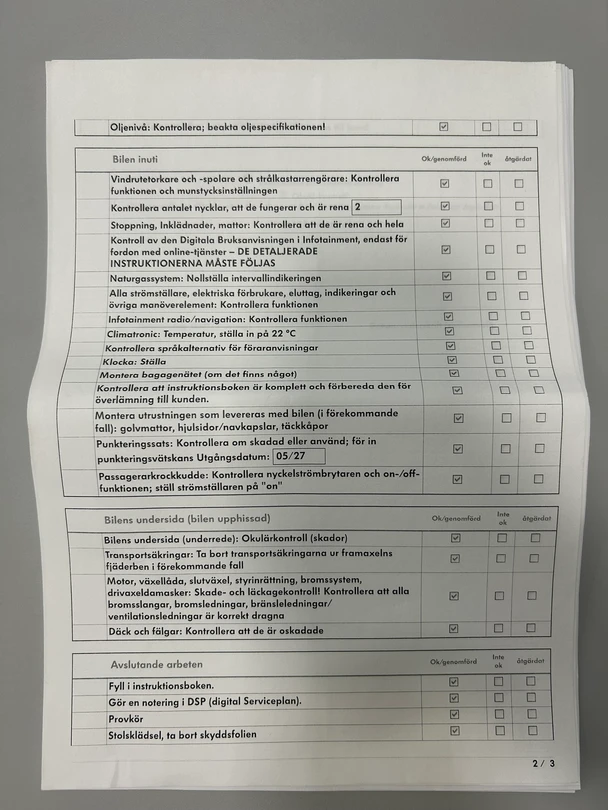 Oljenivå: Kontrollera; beakta oljespecifikationen!
Bilen inuti
Ok/genomförd
Inte
ok
åtgärdat
Vindrutetorkare och -spolare och strålkastarrengörare: Kontrollera
funktionen och munstycksinställningen
Kontrollera antalet nycklar, att de fungerar och är rena 2
Stoppning, Inklädnader, mattor: Kontrollera att de är rena och hela
Kontroll av den Digitala Bruksanvisningen i Infotainment, endast för
fordon med online-tjänster – DE DETALJERADE
INSTRUKTIONERNA MÅSTE FÖLJAS
Naturgassystem: Nollställa intervallindikeringen
Alla strömställare, elektriska förbrukare, eluttag, indikeringar och
övriga manöverelement: Kontrollera funktionen
Infotainment radio/navigation: Kontrollera funktionen
Climatronic: Temperatur, ställa in på 22 °C
Kontrollera språkalternativ för föraranvisningar
Klocka: Ställa
Montera bagagenätet (om det finns något)
Kontrollera att instruktionsboken är komplett och förbereda den för
överlämning till kunden.
Montera utrustningen som levereras med bilen (i förekommande
fall): golvmattor, hjulsidor/navkapslar, täckkåpor
Punkteringssats: Kontrollera om skadad eller använd; för in
punkteringsvätskans Utgångsdatum: 05/27
Passagerarkrockkudde: Kontrollera nyckelströmbrytaren och on-/off-
funktionen; ställ strömställaren på "on"
Bilens undersida (bilen upphissad)
Ok/genomförd
Inte
ok
åtgärdat
Bilens undersida (underrede): Okulärkontroll (skador)
Transportsäkringar: Ta bort transportsäkringarna ur framaxelns
fjäderben i förekommande fall
Motor, växellåda, slutväxel, styrinrättning, bromssystem,
drivaxeldamasker: Skade- och läckagekontroll! Kontrollera att alla
bromsslangar, bromsledningar, bränsleledningar/
ventilationsledningar är korrekt dragna
Däck och fälgar: Kontrollera att de är oskadade
Avslutande arbeten
Ok/genomförd
Inte
ok
åtgärdat
Fyll i instruktionsboken.
Gör en notering i DSP (digital Serviceplan).
Provkör
Stolsklädsel, ta bort skyddsfolien
2 / 3